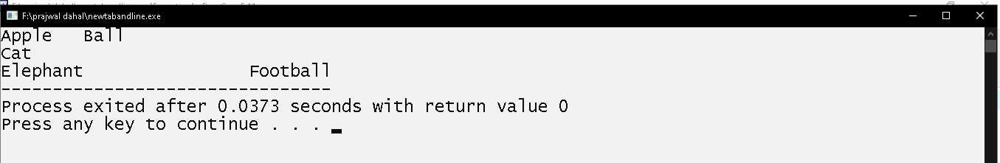 F:\prajwal dahal\newtabandline.exe
Apple   Ball
Cat
Elephant                Football
--------------------------------
Process exited after 0.0373 seconds with return value 0
Press any key to continue . . .